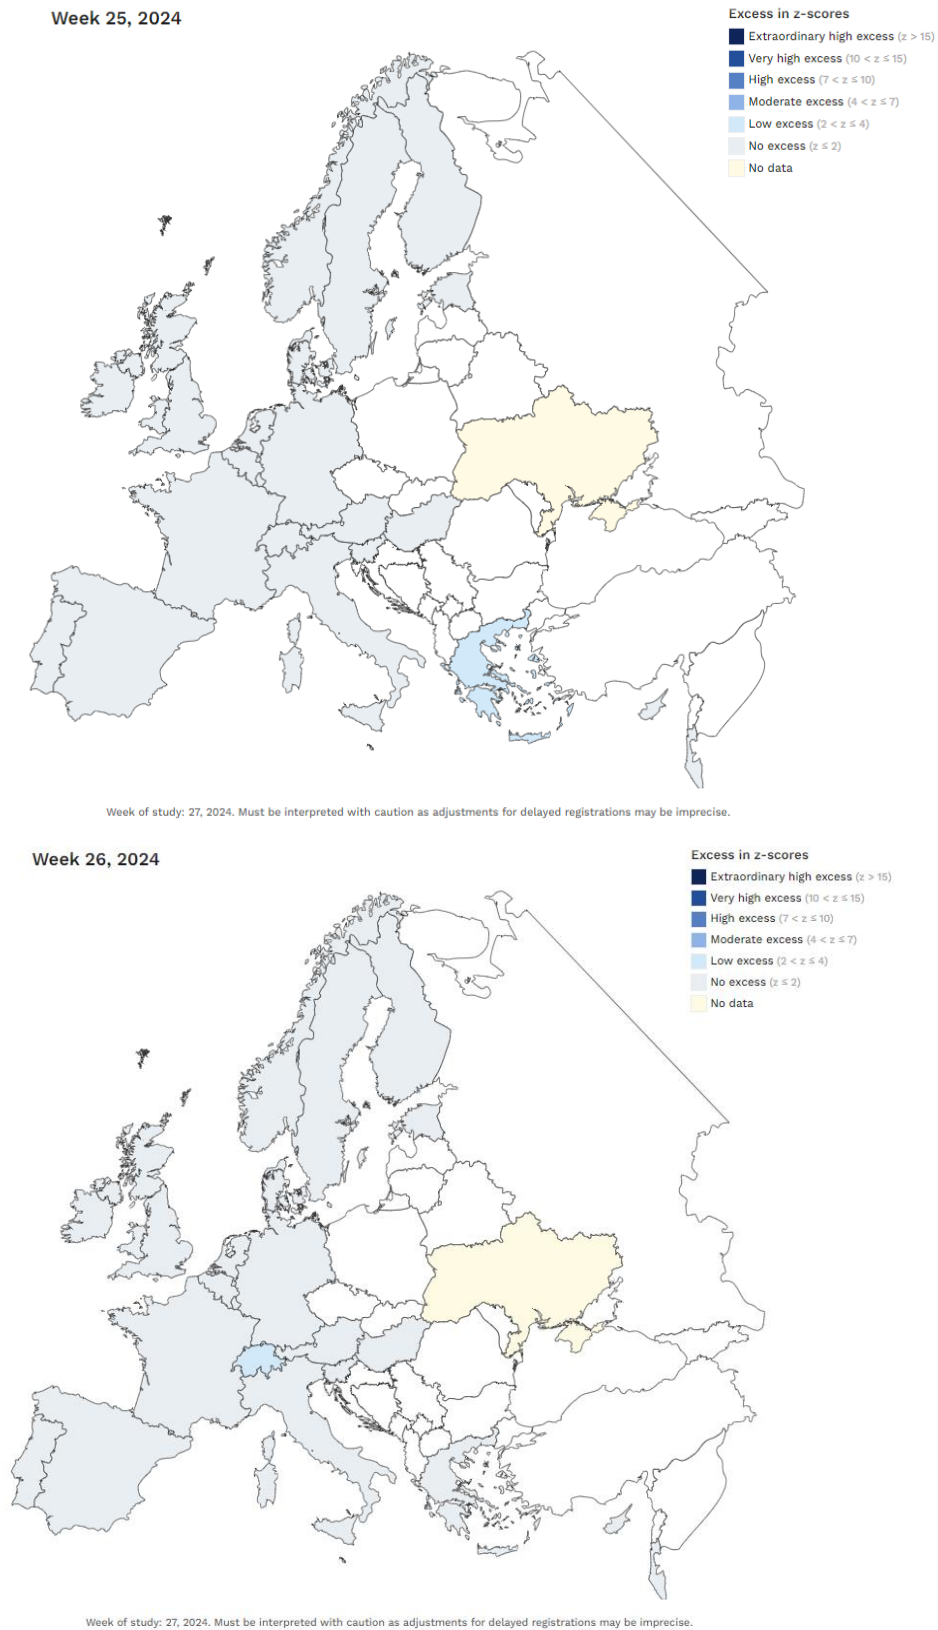 Week 25, 2024
Excess in z-scores
Extraordinary high excess (z > 15)
Very high excess (10 < z ≤ 15)
High excess (7 < z ≤ 10)
Moderate excess (4 < z ≤ 7)
Low excess (2 < z ≤ 4)
No excess (z ≤ 2)
No data
Week of study: 27, 2024. Must be interpreted with caution as adjustments for delayed registrations may be imprecise.
Week 26, 2024
Excess in z-scores
Extraordinary high excess (z > 15)
Very high excess (10 < z ≤ 15)
High excess (7 < z ≤ 10)
Moderate excess (4 < z ≤ 7)
Low excess (2 < z ≤ 4)
No excess (z ≤ 2)
No data
Week of study: 27, 2024. Must be interpreted with caution as adjustments for delayed registrations may be imprecise.